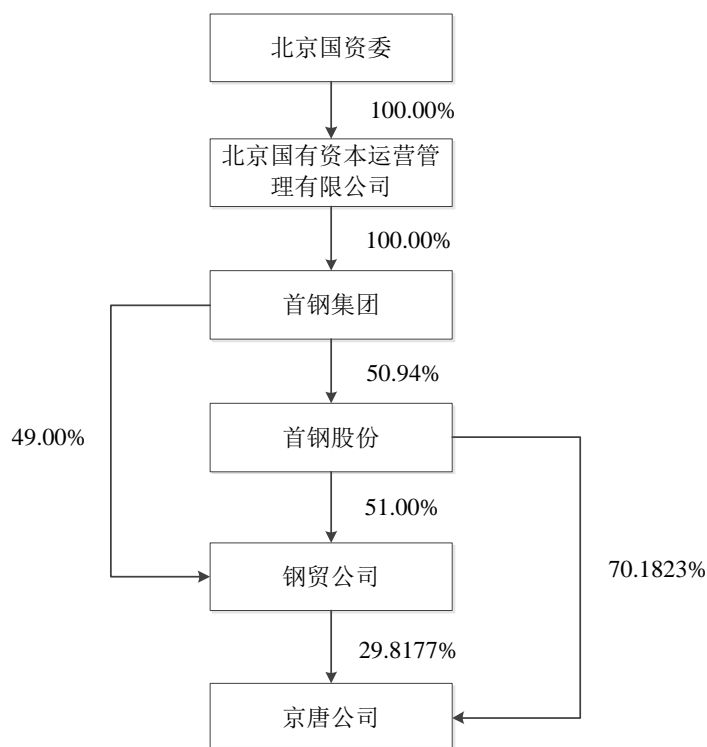 北京国资委
100.00%
北京国有资本运营管
理有限公司
100.00%
首钢集团
50.94%
49.00%
首钢股份
51.00%
钢贸公司
70.1823%
29.8177%
京唐公司